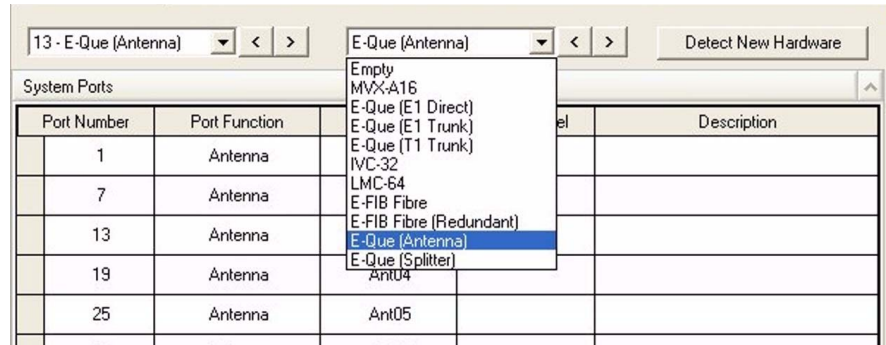 13 - E-Que (Antenna) < > E-Que (Antenna) < > Detect New Hardware
Empty
MVX-A16
E-Que (E1 Direct)
E-Que (E1 Trunk)
E-Que (T1 Trunk)
IVC-32
LMC-64
E-FIB Fibre
E-FIB Fibre (Redundant)
E-Que (Antenna)
E-Que (Splitter)
System Ports
Port Number Port Function el Description
1 Antenna
7 Antenna
13 Antenna
19 Antenna Ant04
25 Antenna Ant05